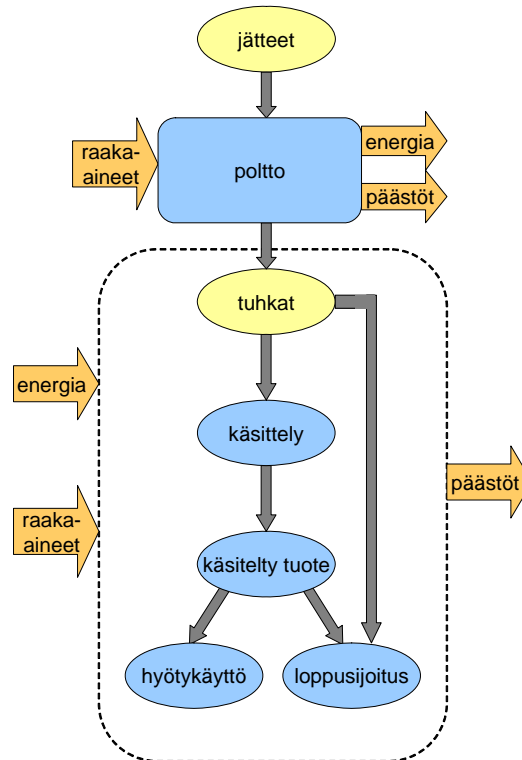 jätteet
raaka-
aineet
poltto
energia
päästöt
tuhkat
energia
käsittely
raaka-
aineet
päästöt
käsitelty tuote
hyötykäyttö
loppusijoitus